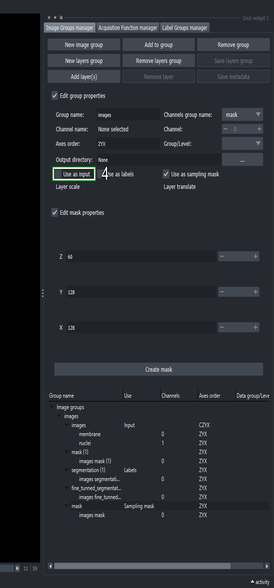 Dock widget 1
Image Groups manager Acquisition Function manager Label Groups manager
New image group Add to group Remove group
New layers group Remove layers group Save layers group
Add layer(s) Remove layer Save metadata
Edit group properties
Group name: images Channels group name: mask
Channel name: None selected Channel: 0
Axes order: ZYX Group/Level:
Output directory: None ...
Use as input 4 Use as labels Use as sampling mask
Layer scale Layer translate
Edit mask properties
Z 60
Y 128
X 128
Create mask
Group name Use Channels Axes order Data group/Leve
Image groups
images
images Input CZYX
membrane 0 ZYX
nuclei 1 ZYX
mask (1) ZYX
images mask (1) 0 ZYX
segmentation (1) Labels ZYX
images segmentati... 0 ZYX
fine_tunned_segmentat... ZYX
images fine_tunned... 0 ZYX
mask Sampling mask ZYX
images mask 0 ZYX
activity